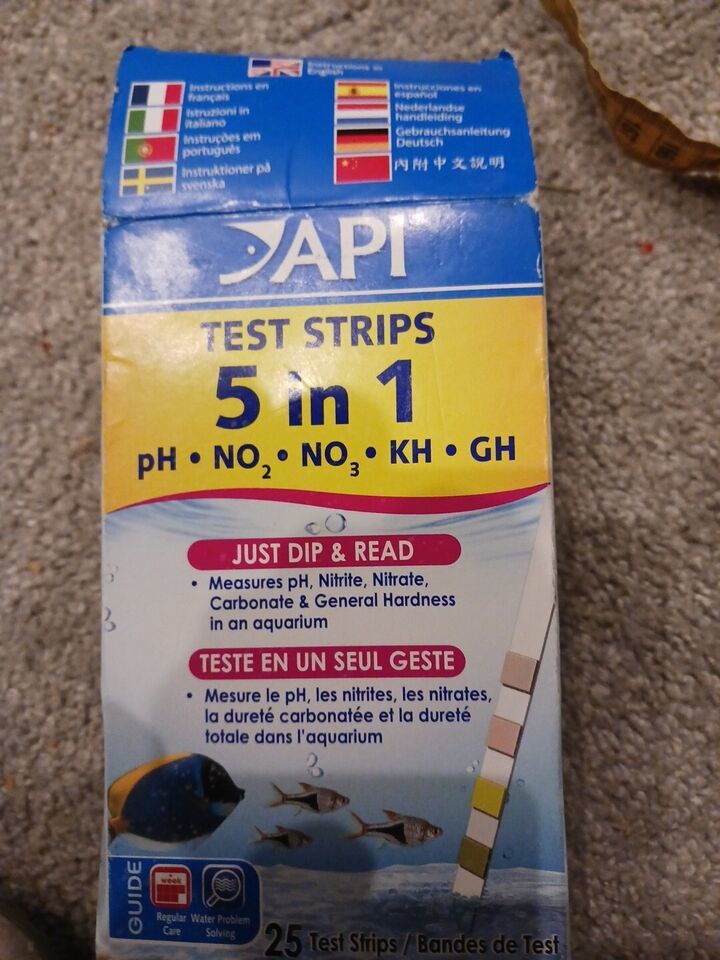 Instructions in
English
Instructions en
français
Istruzioni in
italiano
Instruções em
português
Instruktioner på
svenska
Instrucciones en
español
Nederlandse
handleiding
Gebrauchsanleitung
Deutsch
內附中文說明
API
TEST STRIPS
5 in 1
pH • NO2 • NO3 • KH • GH
JUST DIP & READ
• Measures pH, Nitrite, Nitrate,
Carbonate & General Hardness
in an aquarium
TESTE EN UN SEUL GESTE
• Mesure le pH, les nitrites, les nitrates,
la dureté carbonatée et la dureté
totale dans l'aquarium
GUIDE
week
Regular
Care
Water Problem
Solving
25 Test Strips / Bandes de Test